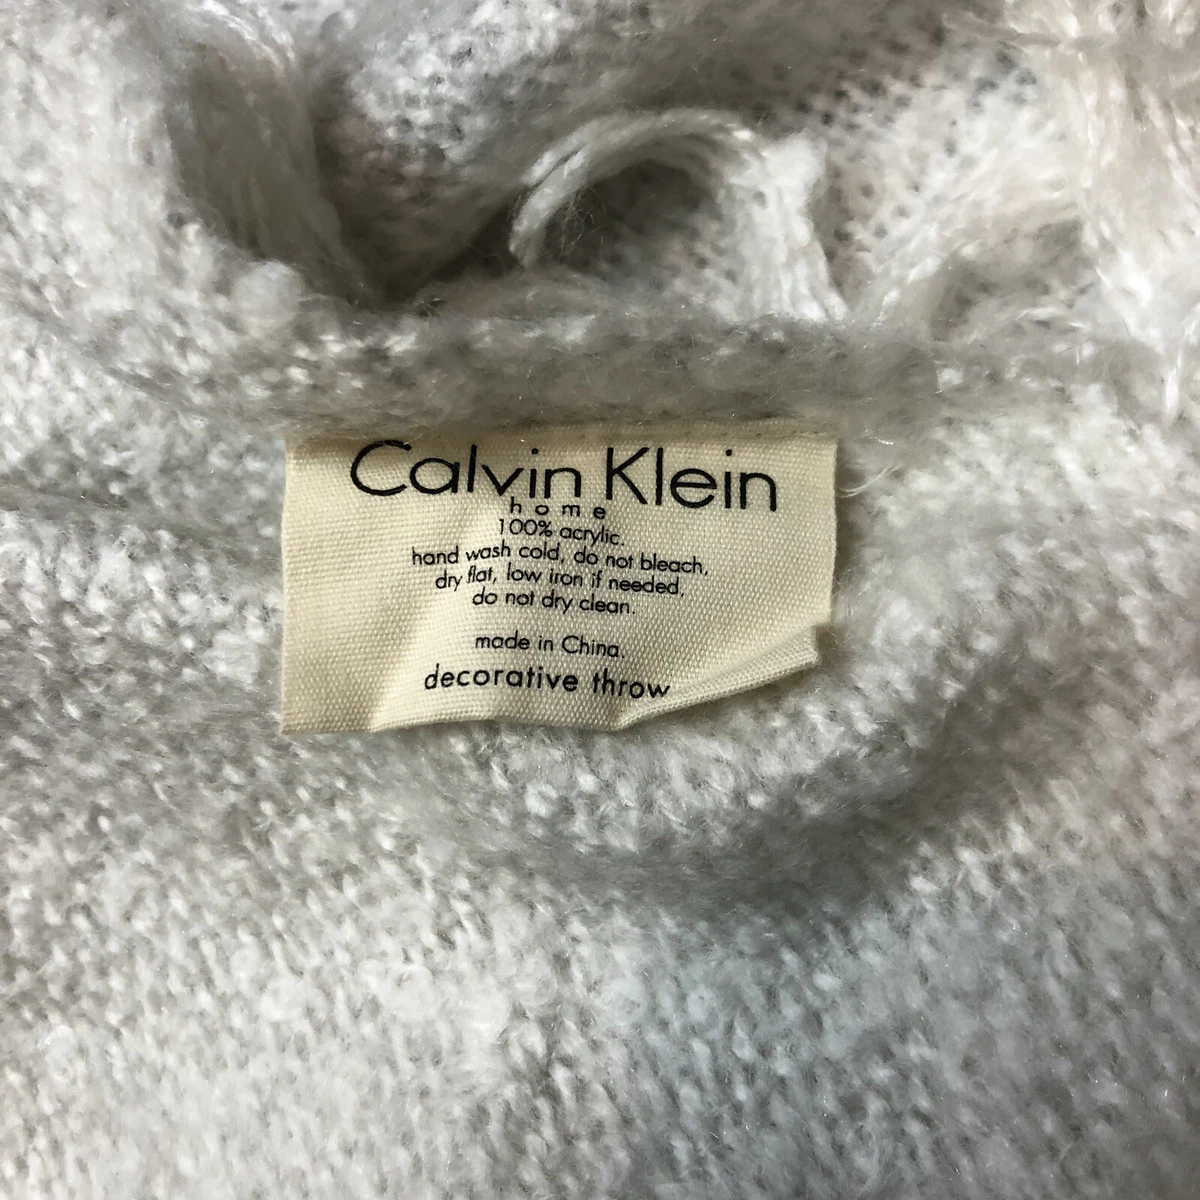 Calvin Klein
home
100% acrylic.
hand wash cold, do not bleach,
dry flat, low iron if needed,
do not dry clean.
made in China.
decorative throw